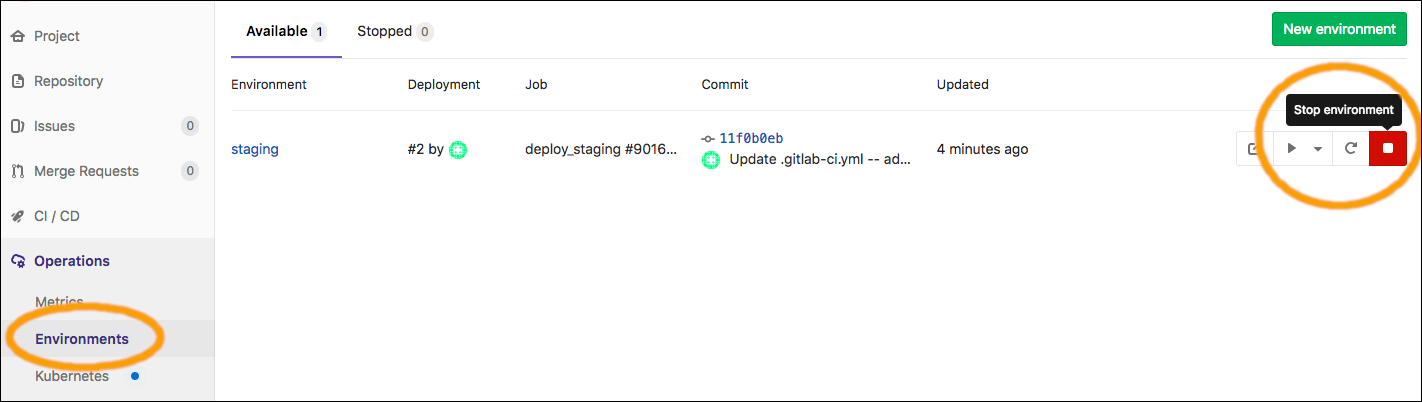 Project
Repository
Issues 0
Merge Requests 0
CI / CD
Operations
Metrics
Environments
Kubernetes
Available 1 Stopped 0
New environment
Environment Deployment Job Commit Updated
Stop environment
staging #2 by deploy_staging #9016... 11f0b0eb
Update .gitlab-ci.yml -- ad... 4 minutes ago